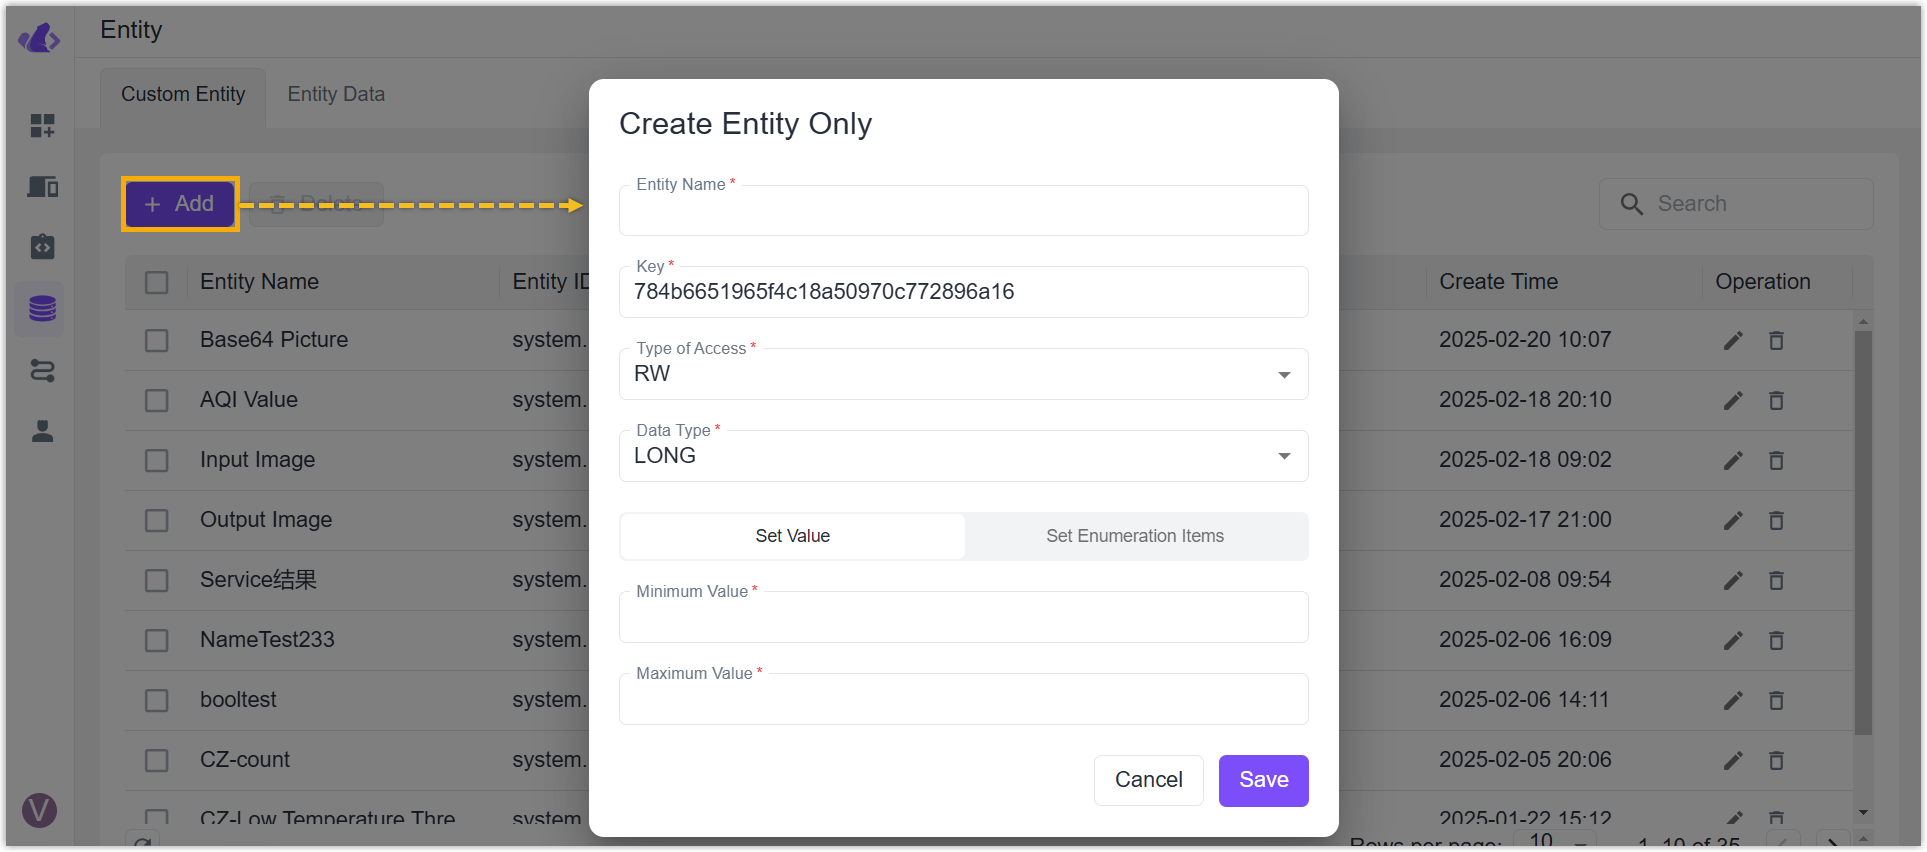 Entity
Custom Entity
Entity Data
Add
Delete
Search
Entity Name
Entity ID
Create Time
Operation
Base64 Picture
system.
2025-02-20 10:07
AQI Value
system.
2025-02-18 20:10
Input Image
system.
2025-02-18 09:02
Output Image
system.
2025-02-17 21:00
Service结果
system.
2025-02-08 09:54
NameTest233
system.
2025-02-06 16:09
booltest
system.
2025-02-06 14:11
CZ-count
system.
2025-02-05 20:06
CZ-Low Temperature Thre
system
2025-01-22 15:12
Rows per page:
10
1–10 of 35
V
Create Entity Only
Entity Name *
Key *
784b6651965f4c18a50970c772896a16
Type of Access *
RW
Data Type *
LONG
Set Value
Set Enumeration Items
Minimum Value *
Maximum Value *
Cancel
Save